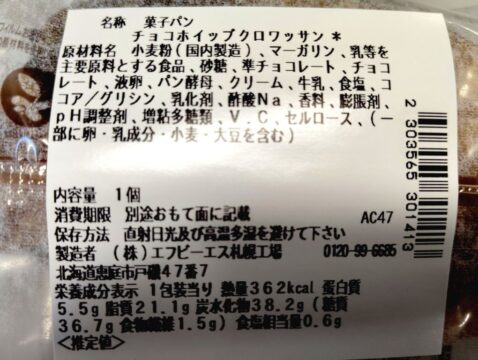 名称 菓子パン
チョコホイップクロワッサン＊
原材料名 小麦粉(国内製造)、マーガリン、乳等を
主要原料とする食品、砂糖、準チョコレート、チョコ
レート、液卵、パン酵母、クリーム、牛乳、食塩、コ
コア／グリシン、乳化剤、酢酸Na、香料、膨脹剤、
pH調整剤、増粘多糖類、V.C、セルロース、(一
部に卵・乳成分・小麦・大豆を含む)
内容量 1個
消費期限 別途おもて面に記載 AC47
保存方法 直射日光及び高温多湿を避けて下さい
製造者 (株)エフビーエス札幌工場 0120-99-6685
北海道恵庭市戸磯47番7
栄養成分表示 1包装当り 熱量362kcal 蛋白質
5.5g 脂質21.1g 炭水化物38.2g(糖質
36.7g 食物繊維1.5g) 食塩相当量0.6g
<推定値>
2 303565 301413